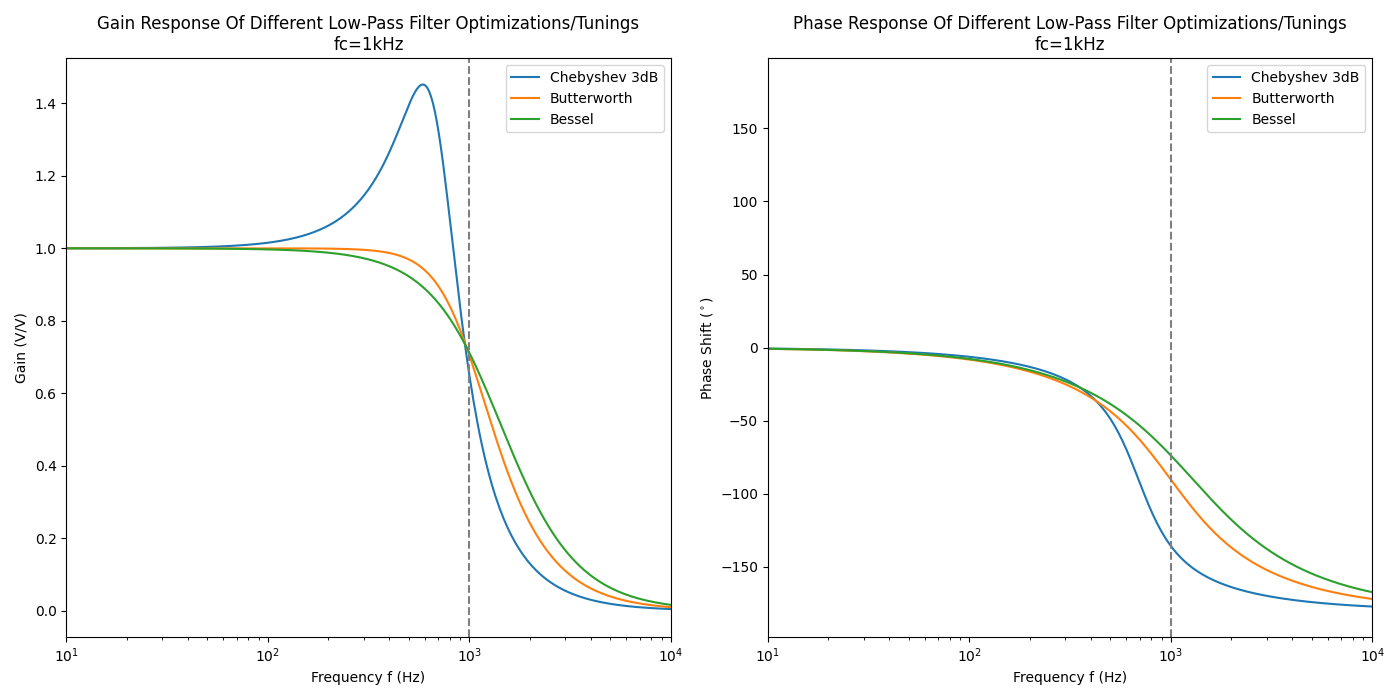 Gain Response Of Different Low-Pass Filter Optimizations/Tunings
fc=1kHz
Chebyshev 3dB
Butterworth
Bessel
1.4
1.2
1.0
0.8
0.6
0.4
0.2
0.0
Gain (V/V)
10¹
10²
10³
10⁴
Frequency f (Hz)
Phase Response Of Different Low-Pass Filter Optimizations/Tunings
fc=1kHz
Chebyshev 3dB
Butterworth
Bessel
150
100
50
0
−50
−100
−150
Phase Shift (°)
10¹
10²
10³
10⁴
Frequency f (Hz)